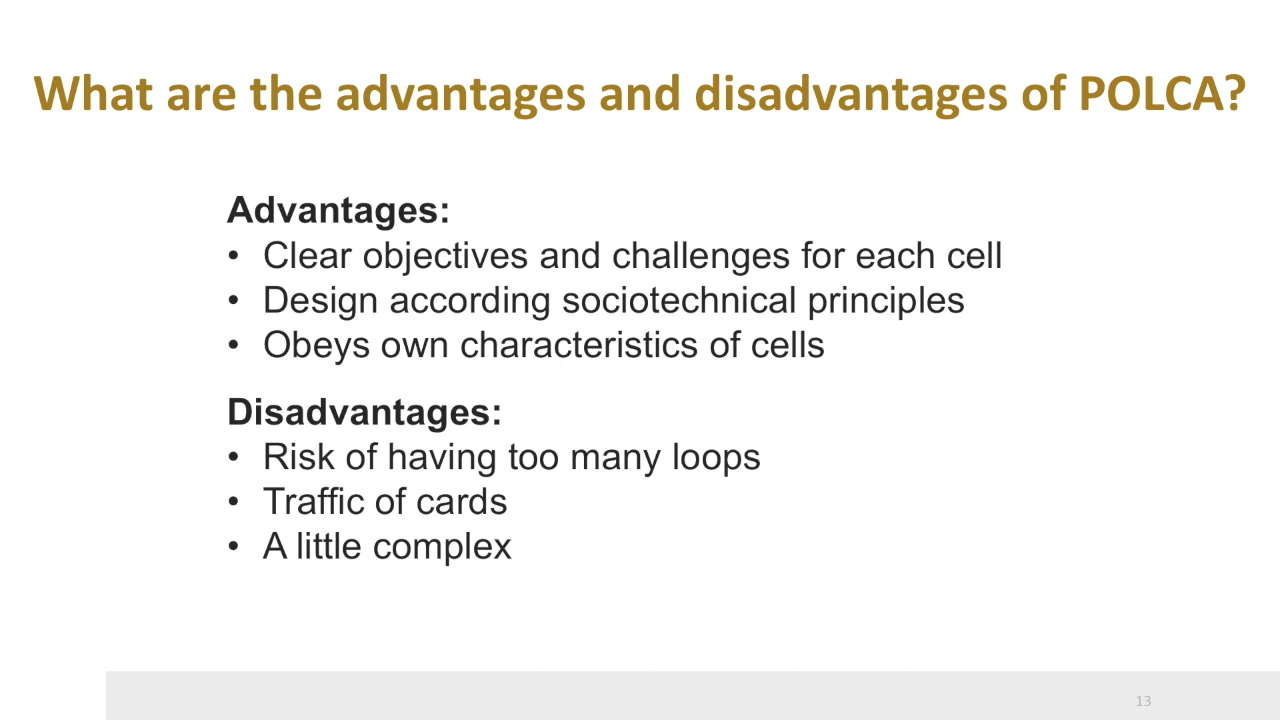 What are the advantages and disadvantages of POLCA?
Advantages:
• Clear objectives and challenges for each cell
• Design according sociotechnical principles
• Obeys own characteristics of cells
Disadvantages:
• Risk of having too many loops
• Traffic of cards
• A little complex
13